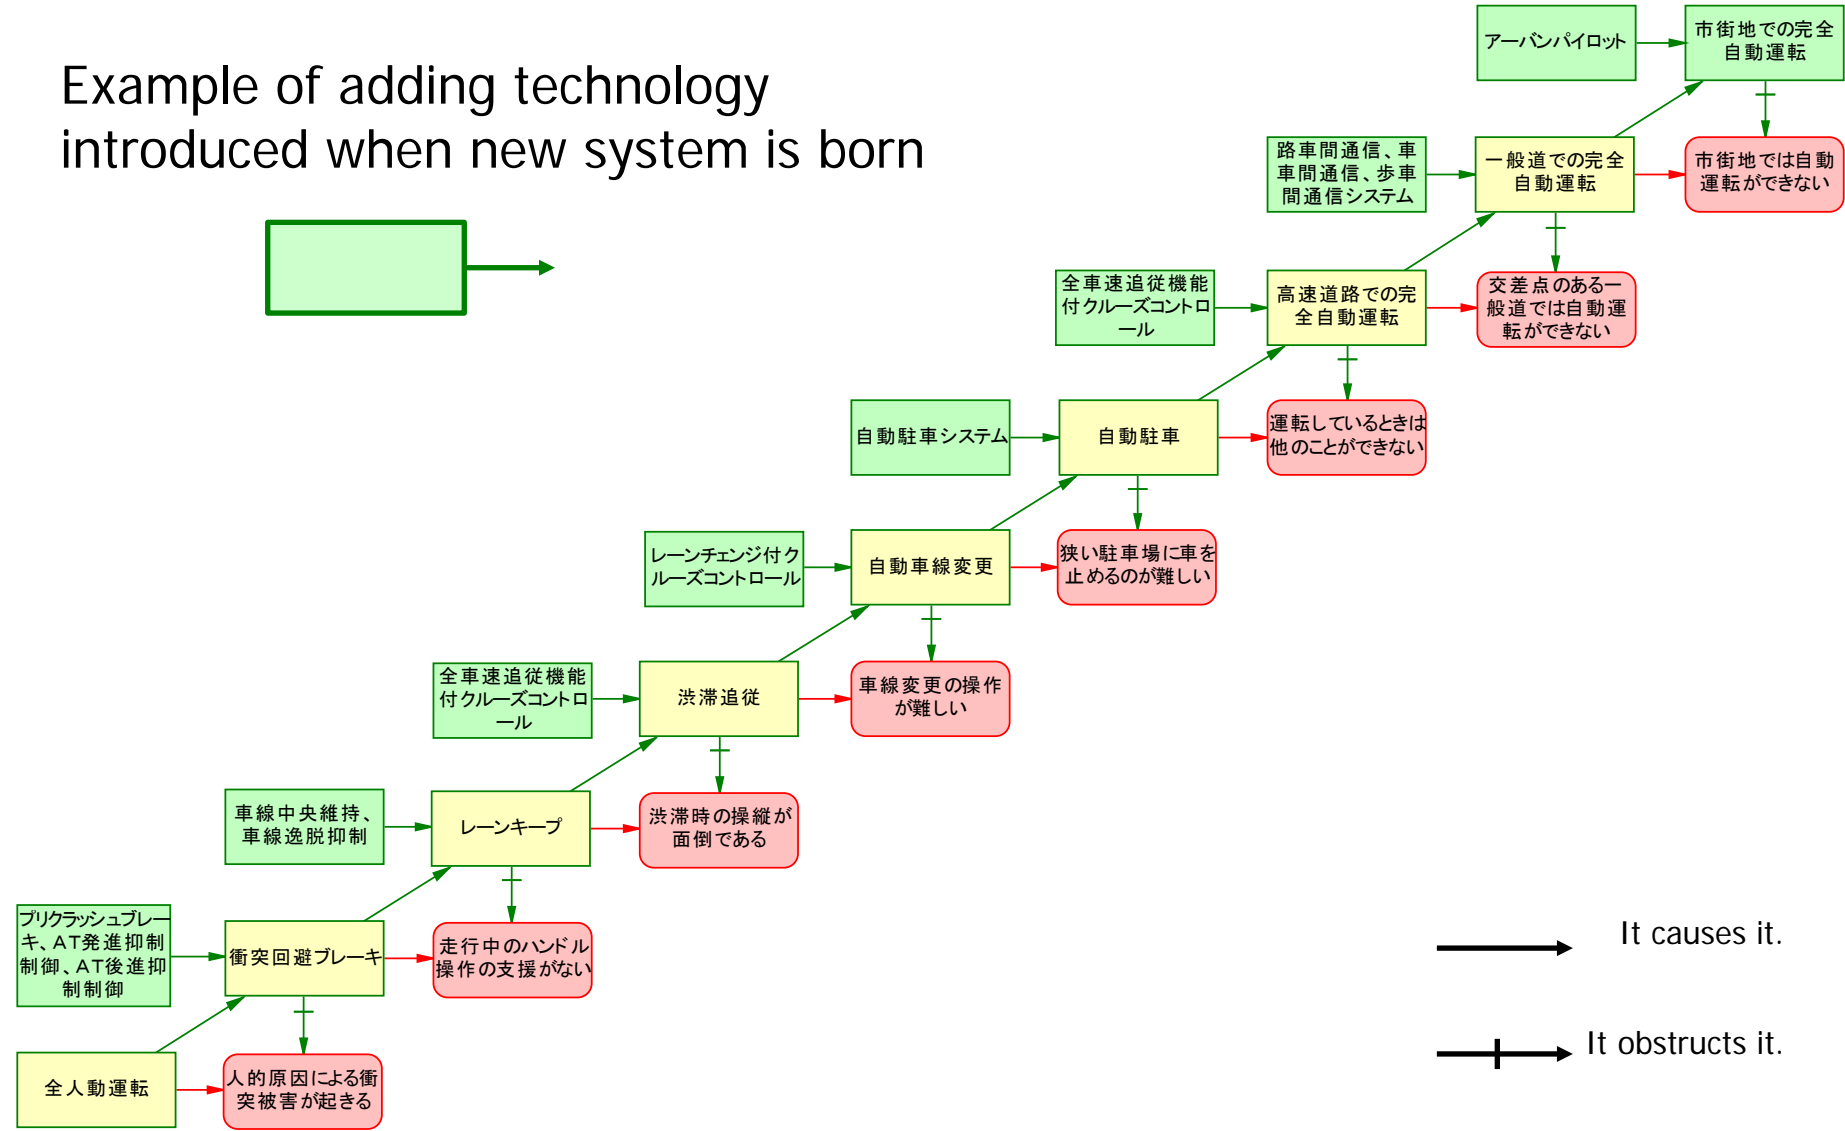 Example of adding technology
introduced when new system is born
アーバンパイロット
市街地での完全
自動運転
路車間通信、車
車間通信、歩車
間通信システム
一般道での完全
自動運転
市街地では自動
運転ができない
全車速追従機能
付クルーズコントロ
ール
高速道路での完
全自動運転
交差点のある一
般道では自動運
転ができない
自動駐車システム
自動駐車
運転しているときは
他のことができない
レーンチェンジ付ク
ルーズコントロール
自動車線変更
狭い駐車場に車を
止めるのが難しい
全車速追従機能
付クルーズコントロ
ール
渋滞追従
車線変更の操作
が難しい
車線中央維持、
車線逸脱抑制
レーンキープ
渋滞時の操縦が
面倒である
プリクラッシュブレー
キ、AT発進抑制
制御、AT後進抑
制制御
衝突回避ブレーキ
走行中のハンドル
操作の支援がない
全人動運転
人的原因による衝
突被害が起きる
It causes it.
It obstructs it.